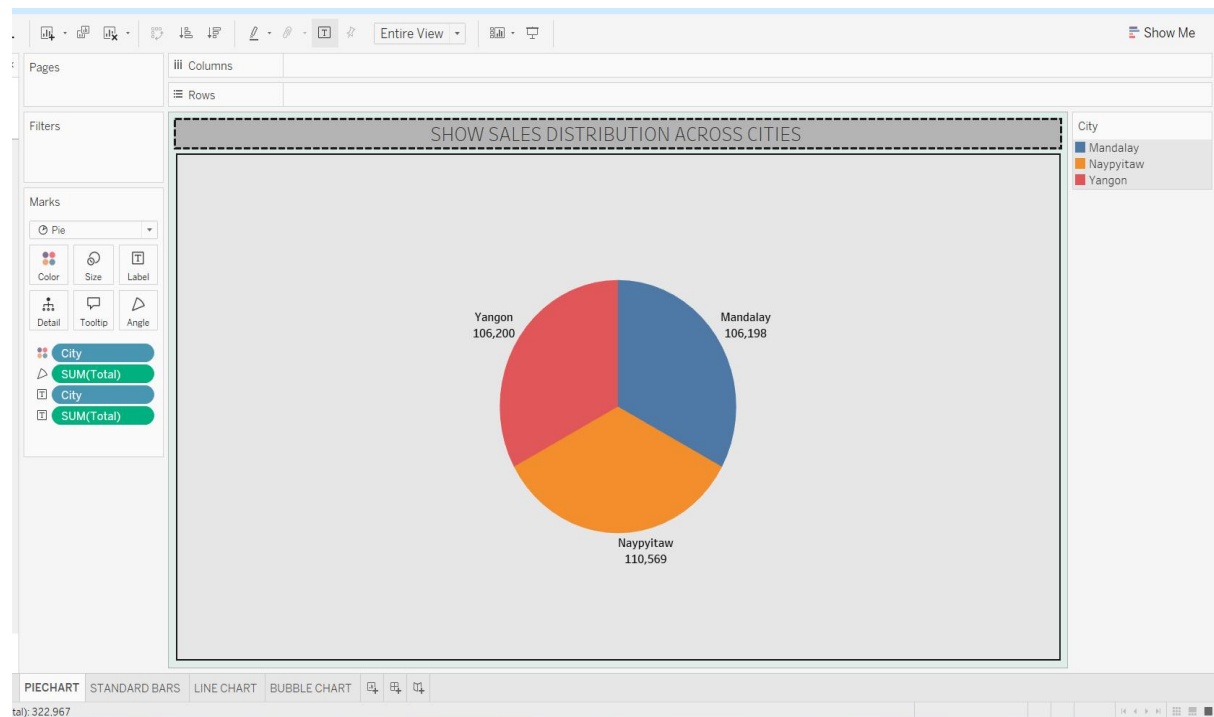 Entire View
Show Me
Pages
iii Columns
Rows
Filters
SHOW SALES DISTRIBUTION ACROSS CITIES
City
Mandalay
Naypyitaw
Yangon
Marks
Pie
Color
Size
Label
Detail
Tooltip
Angle
City
SUM(Total)
City
SUM(Total)
Yangon
106,200
Mandalay
106,198
Naypyitaw
110,569
PIECHART STANDARD BARS LINE CHART BUBBLE CHART
tal): 322.967